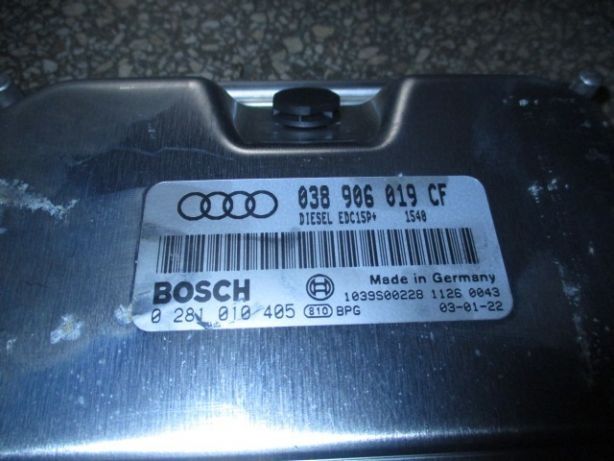 038 906 019 CF
DIESEL EDC15P+ 1540
Made in Germany
BOSCH
1039S00228 1126 0043
0 281 010 405 810 BPG 03-01-22